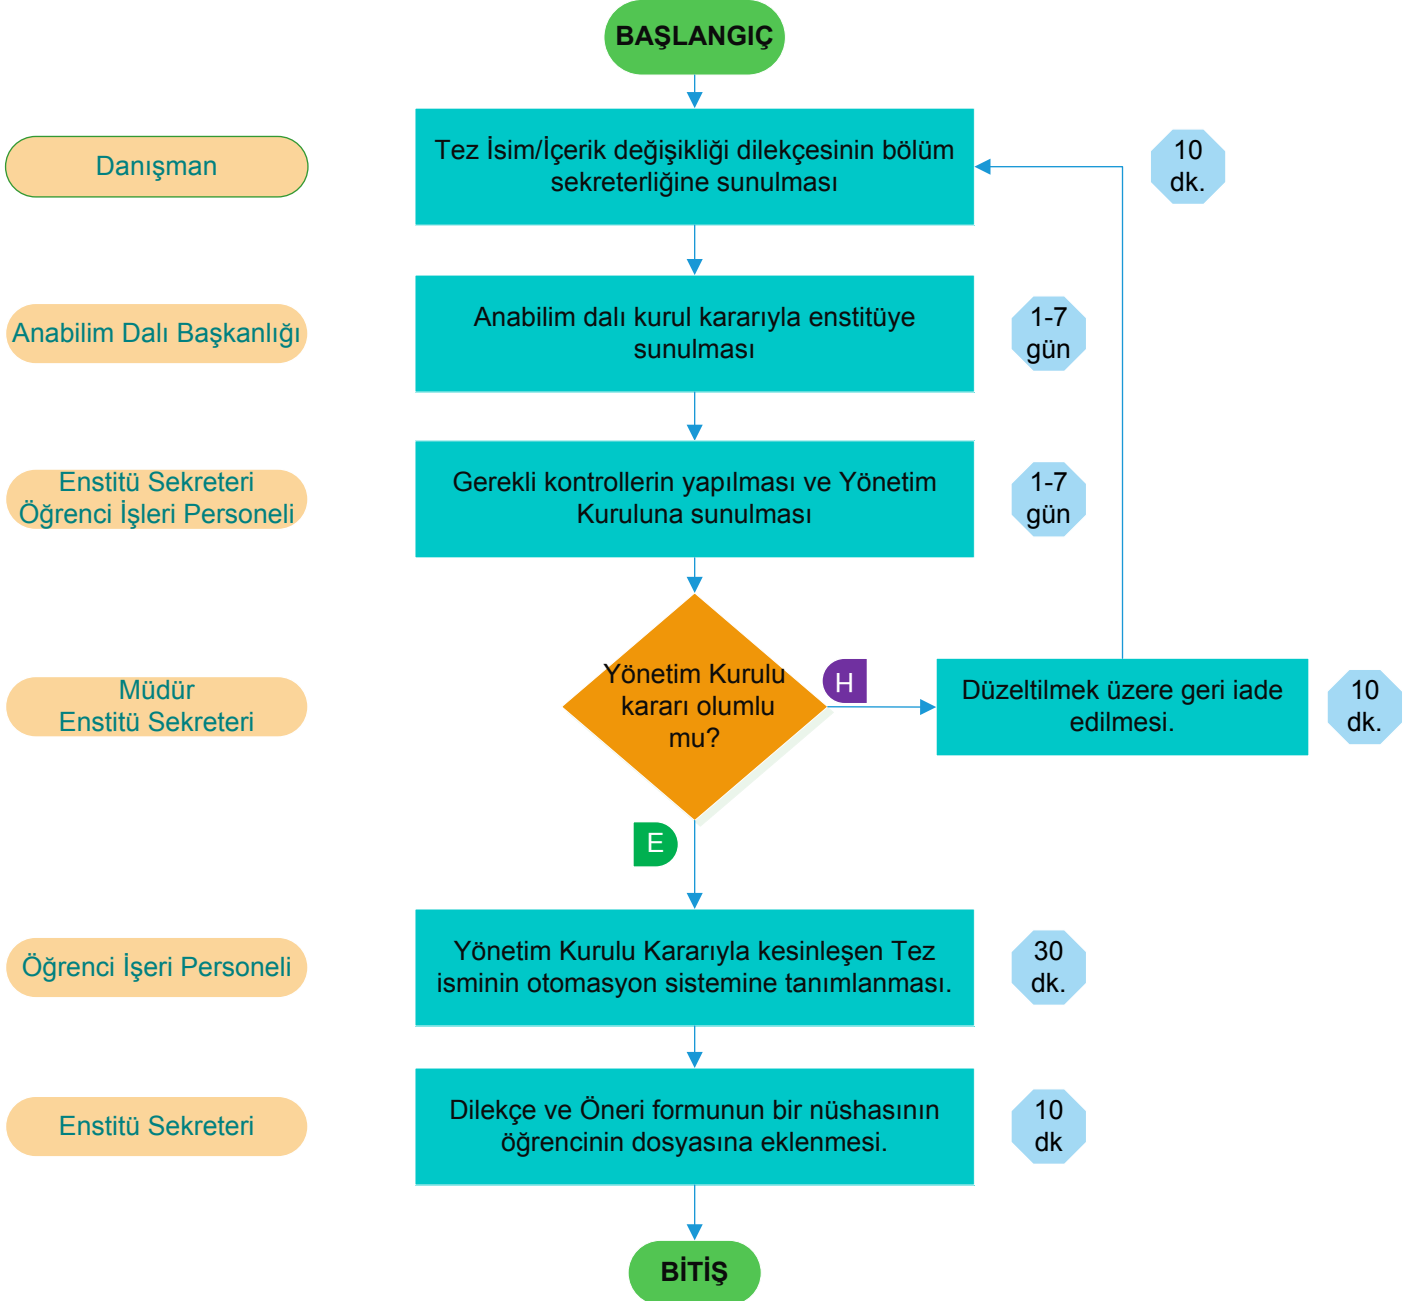 BAŞLANGIÇ
Danışman
Tez İsim/İçerik değişikliği dilekçesinin bölüm
sekreterliğine sunulması
10
dk.
Anabilim Dalı Başkanlığı
Anabilim dalı kurul kararıyla enstitüye
sunulması
1-7
gün
Enstitü Sekreteri
Öğrenci İşleri Personeli
Gerekli kontrollerin yapılması ve Yönetim
Kuruluna sunulması
1-7
gün
Müdür
Enstitü Sekreteri
Yönetim Kurulu
kararı olumlu
mu?
H
Düzeltilmek üzere geri iade
edilmesi.
10
dk.
E
Öğrenci İşeri Personeli
Yönetim Kurulu Kararıyla kesinleşen Tez
isminin otomasyon sistemine tanımlanması.
30
dk.
Enstitü Sekreteri
Dilekçe ve Öneri formunun bir nüshasının
öğrencinin dosyasına eklenmesi.
10
dk
BİTİŞ